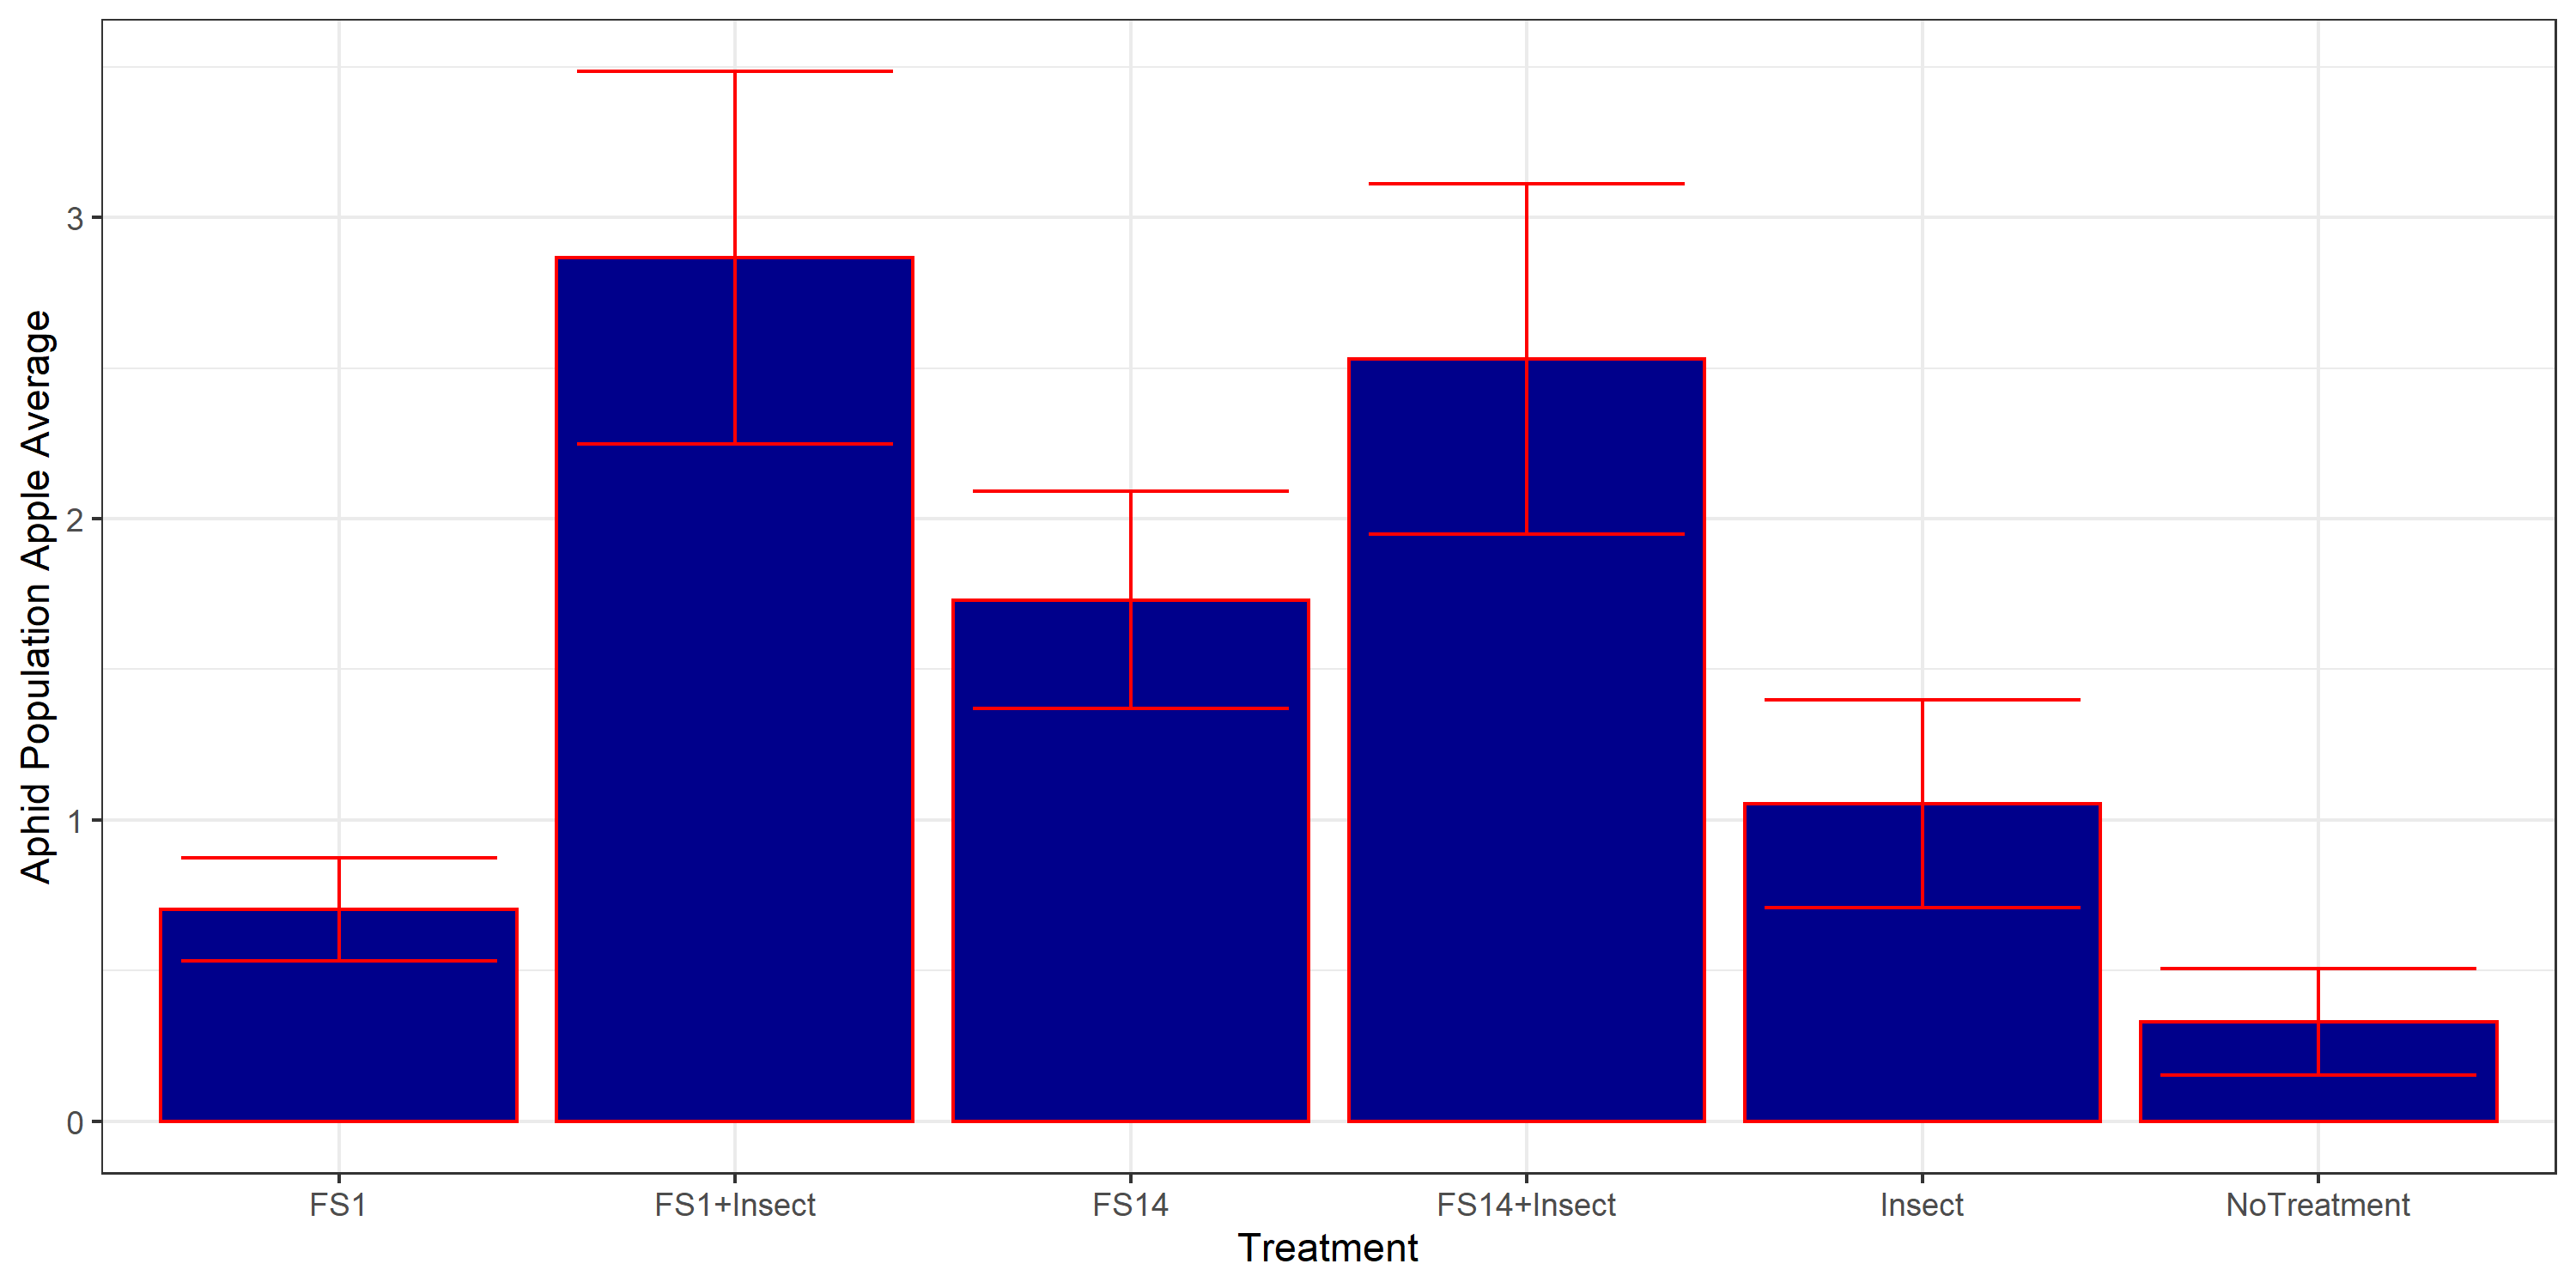 Aphid Population Apple Average
3
2
1
0
FS1
FS1+Insect
FS14
FS14+Insect
Insect
NoTreatment
Treatment